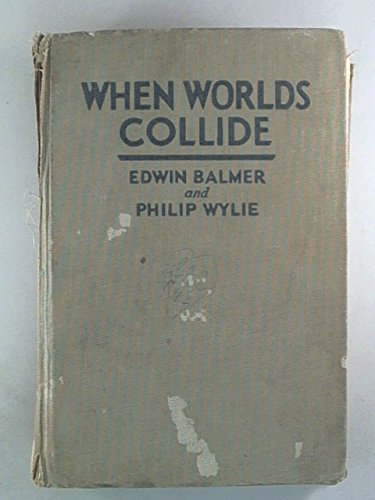 WHEN WORLDS
COLLIDE
EDWIN BALMER
and
PHILIP WYLIE